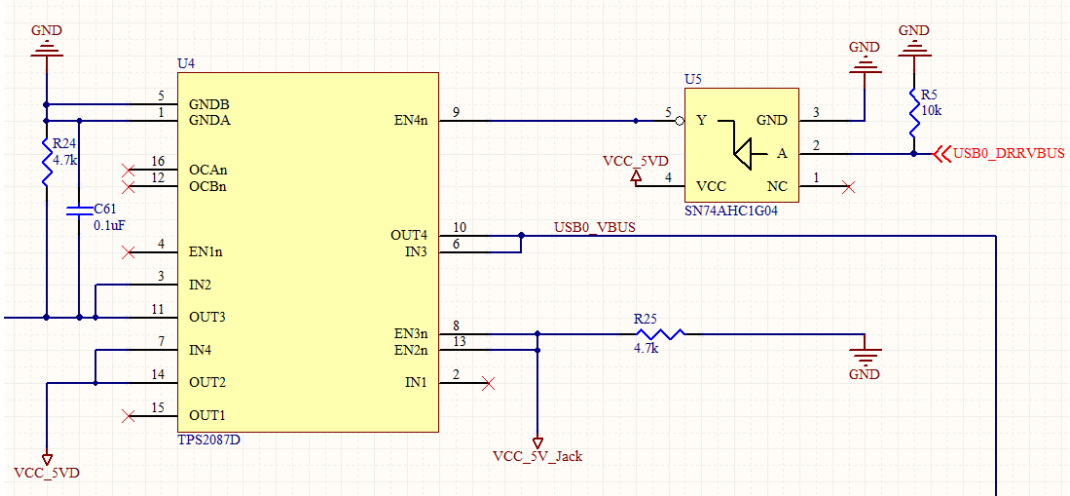 GND
U4
5
GNDB
1
GNDA
R24
4.7k
16
OCAn
12
OCBn
C61
0.1uF
4
EN1n
3
IN2
11
OUT3
7
IN4
14
OUT2
15
OUT1
TPS2087D
VCC_5VD
9
EN4n
10
OUT4
6
IN3
USB0_VBUS
8
EN3n
13
EN2n
2
IN1
R25
4.7k
GND
VCC_5V_Jack
U5
5
Y
GND
3
A
2
VCC_5VD
4
VCC
NC
1
SN74AHC1G04
GND
GND
R5
10k
USB0_DRRVBUS